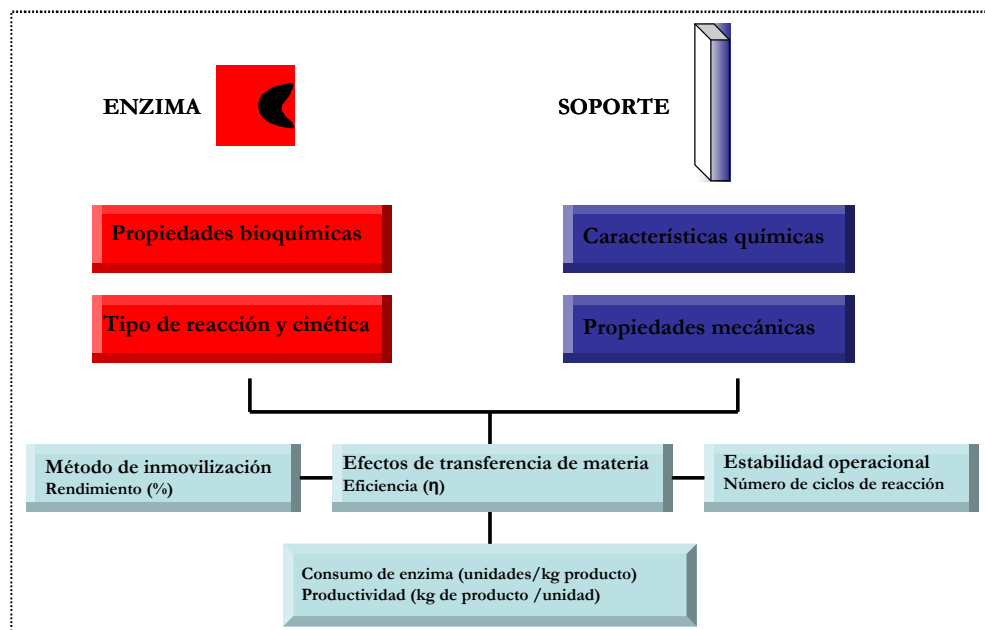 ENZIMA
SOPORTE
Propiedades bioquímicas
Características químicas
Tipo de reacción y cinética
Propiedades mecánicas
Método de inmovilización
Rendimiento (%)
Efectos de transferencia de materia
Eficiencia (η)
Estabilidad operacional
Número de ciclos de reacción
Consumo de enzima (unidades/kg producto)
Productividad (kg de producto /unidad)